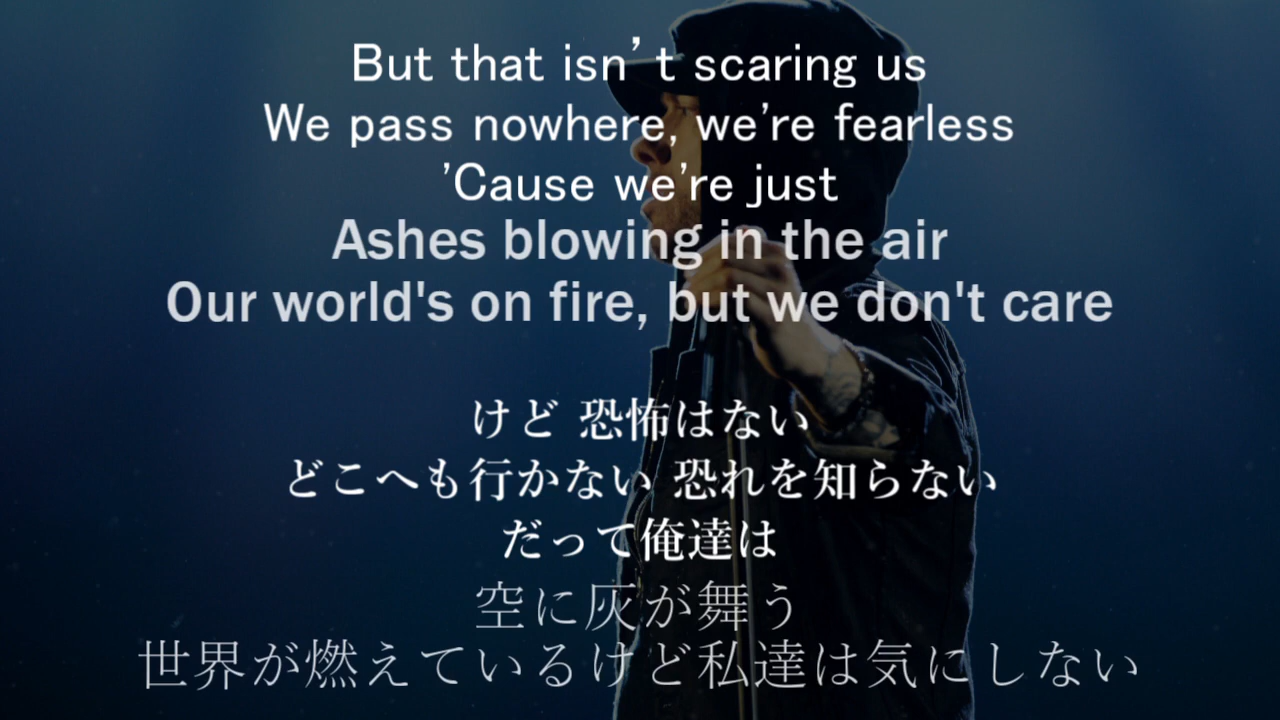 But that isn’t scaring us
We pass nowhere, we're fearless
'Cause we're just
Ashes blowing in the air
Our world's on fire, but we don't care
けど 恐怖はない
どこへも行かない 恐れを知らない
だって俺達は
空に灰が舞う
世界が燃えているけど私達は気にしない